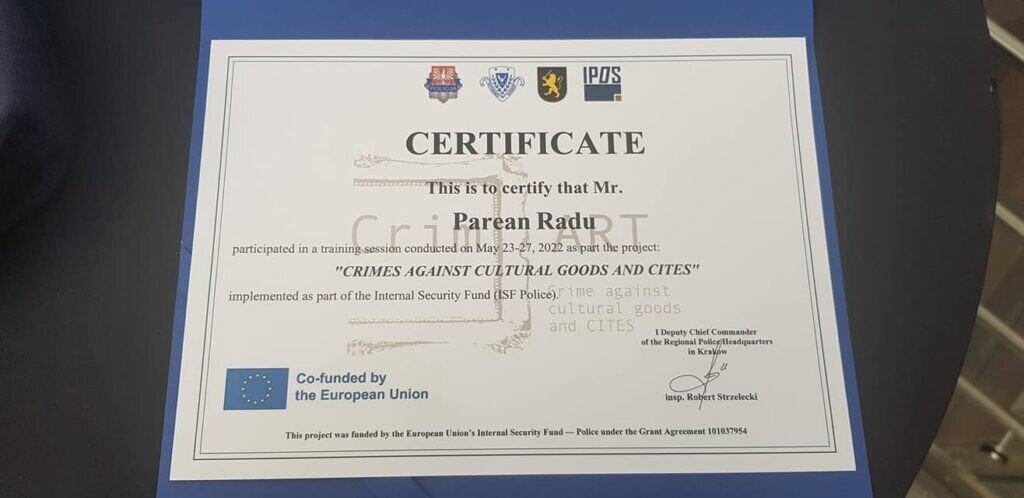 POLICJA
IPOS
CERTIFICATE
This is to certify that Mr.
Parean Radu
Crim ART
participated in a training session conducted on May 23-27, 2022 as part the project:
"CRIMES AGAINST CULTURAL GOODS AND CITES"
implemented as part of the Internal Security Fund (ISF Police).
Crime against
cultural goods
and CITES
I Deputy Chief Commander
of the Regional Police Headquarters
in Kraków
insp. Robert Strzelecki
Co-funded by
the European Union
This project was funded by the European Union's Internal Security Fund — Police under the Grant Agreement 101037954